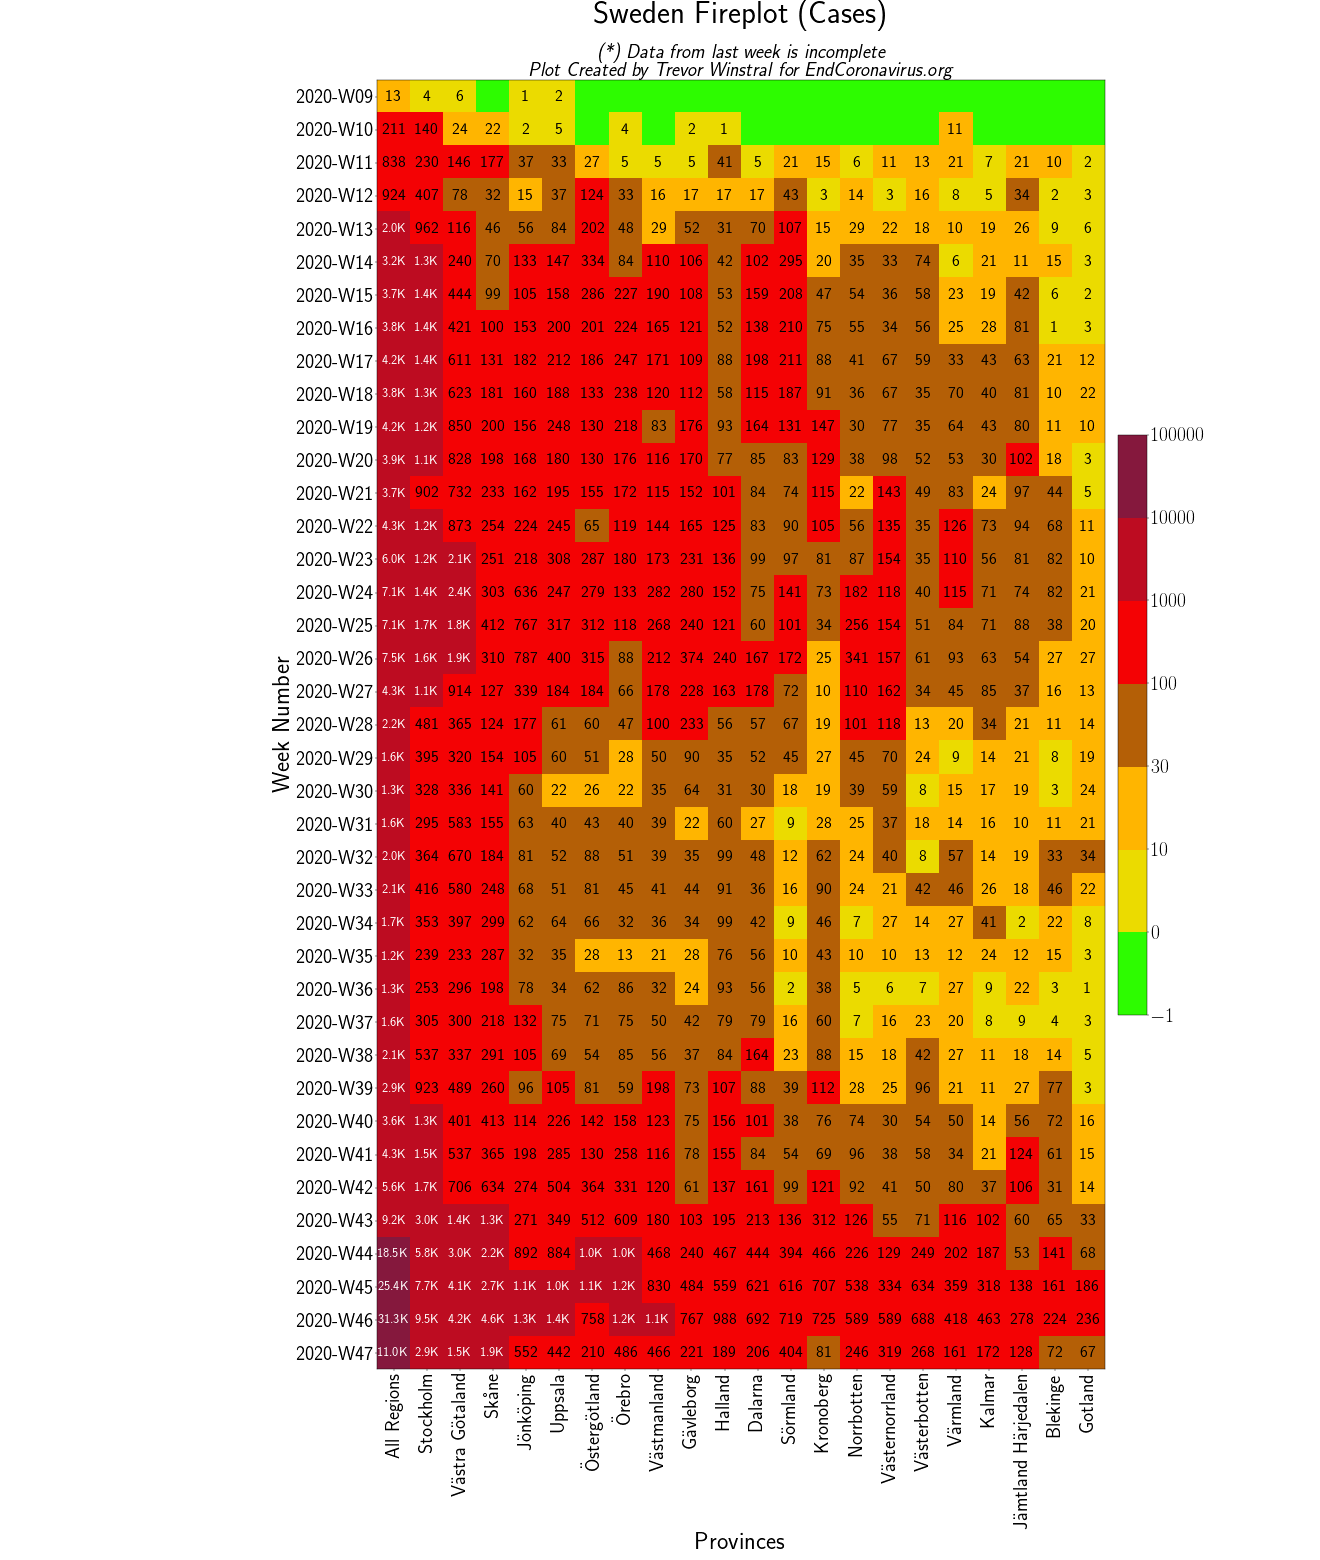 Sweden Fireplot (Cases)
(*) Data from last week is incomplete
Plot Created by Trevor Winstral for EndCoronavirus.org
2020-W09 13 4 6 1 2
2020-W10 211 140 24 22 2 5 4 2 1 11
2020-W11 838 230 146 177 37 33 27 5 5 5 41 5 21 15 6 11 13 21 7 21 10 2
2020-W12 924 407 78 32 15 37 124 33 16 17 17 17 43 3 14 3 16 8 5 34 2 3
2020-W13 2.0K 962 116 46 56 84 202 48 29 52 31 70 107 15 29 22 18 10 19 26 9 6
2020-W14 3.2K 1.3K 240 70 133 147 334 84 110 106 42 102 295 20 35 33 74 6 21 11 15 3
2020-W15 3.7K 1.4K 444 99 105 158 286 227 190 108 53 159 208 47 54 36 58 23 19 42 6 2
2020-W16 3.8K 1.4K 421 100 153 200 201 224 165 121 52 138 210 75 55 34 56 25 28 81 1 3
2020-W17 4.2K 1.4K 611 131 182 212 186 247 171 109 88 198 211 88 41 67 59 33 43 63 21 12
2020-W18 3.8K 1.3K 623 181 160 188 133 238 120 112 58 115 187 91 36 67 35 70 40 81 10 22
2020-W19 4.2K 1.2K 850 200 156 248 130 218 83 176 93 164 131 147 30 77 35 64 43 80 11 10
2020-W20 3.9K 1.1K 828 198 168 180 130 176 116 170 77 85 83 129 38 98 52 53 30 102 18 3
2020-W21 3.7K 902 732 233 162 195 155 172 115 152 101 84 74 115 22 143 49 83 24 97 44 5
2020-W22 4.3K 1.2K 873 254 224 245 65 119 144 165 125 83 90 105 56 135 35 126 73 94 68 11
2020-W23 6.0K 1.2K 2.1K 251 218 308 287 180 173 231 136 99 97 81 87 154 35 110 56 81 82 10
2020-W24 7.1K 1.4K 2.4K 303 636 247 279 133 282 280 152 75 141 73 182 118 40 115 71 74 82 21
2020-W25 7.1K 1.7K 1.8K 412 767 317 312 118 268 240 121 60 101 34 256 154 51 84 71 88 38 20
2020-W26 7.5K 1.6K 1.9K 310 787 400 315 88 212 374 240 167 172 25 341 157 61 93 63 54 27 27
2020-W27 4.3K 1.1K 914 127 339 184 184 66 178 228 163 178 72 10 110 162 34 45 85 37 16 13
2020-W28 2.2K 481 365 124 177 61 60 47 100 233 56 57 67 19 101 118 13 20 34 21 11 14
2020-W29 1.6K 395 320 154 105 60 51 28 50 90 35 52 45 27 45 70 24 9 14 21 8 19
2020-W30 1.3K 328 336 141 60 22 26 22 35 64 31 30 18 19 39 59 8 15 17 19 3 24
2020-W31 1.6K 295 583 155 63 40 43 40 39 22 60 27 9 28 25 37 18 14 16 10 11 21
2020-W32 2.0K 364 670 184 81 52 88 51 39 35 99 48 12 62 24 40 8 57 14 19 33 34
2020-W33 2.1K 416 580 248 68 51 81 45 41 44 91 36 16 90 24 21 42 46 26 18 46 22
2020-W34 1.7K 353 397 299 62 64 66 32 36 34 99 42 9 46 7 27 14 27 41 2 22 8
2020-W35 1.2K 239 233 287 32 35 28 13 21 28 76 56 10 43 10 10 13 12 24 12 15 3
2020-W36 1.3K 253 296 198 78 34 62 86 32 24 93 56 2 38 5 6 7 27 9 22 3 1
2020-W37 1.6K 305 300 218 132 75 71 75 50 42 79 79 16 60 7 16 23 20 8 9 4 3
2020-W38 2.1K 537 337 291 105 69 54 85 56 37 84 164 23 88 15 18 42 27 11 18 14 5
2020-W39 2.9K 923 489 260 96 105 81 59 198 73 107 88 39 112 28 25 96 21 11 27 77 3
2020-W40 3.6K 1.3K 401 413 114 226 142 158 123 75 156 101 38 76 74 30 54 50 14 56 72 16
2020-W41 4.3K 1.5K 537 365 198 285 130 258 116 78 155 84 54 69 96 38 58 34 21 124 61 15
2020-W42 5.6K 1.7K 706 634 274 504 364 331 120 61 137 161 99 121 92 41 50 80 37 106 31 14
2020-W43 9.2K 3.0K 1.4K 1.3K 271 349 512 609 180 103 195 213 136 312 126 55 71 116 102 60 65 33
2020-W44 18.5K 5.8K 3.0K 2.2K 892 884 1.0K 1.0K 468 240 467 444 394 466 226 129 249 202 187 53 141 68
2020-W45 25.4K 7.7K 4.1K 2.7K 1.1K 1.0K 1.1K 1.2K 830 484 559 621 616 707 538 334 634 359 318 138 161 186
2020-W46 31.3K 9.5K 4.2K 4.6K 1.3K 1.4K 758 1.2K 1.1K 767 988 692 719 725 589 589 688 418 463 278 224 236
2020-W47 11.0K 2.9K 1.5K 1.9K 552 442 210 486 466 221 189 206 404 81 246 319 268 161 172 128 72 67
Week Number
All Regions
Stockholm
Västra Götaland
Skåne
Jönköping
Uppsala
Östergötland
Örebro
Västmanland
Gävleborg
Halland
Dalarna
Sörmland
Kronoberg
Norrbotten
Västernorrland
Västerbotten
Värmland
Kalmar
Jämtland Härjedalen
Blekinge
Gotland
Provinces
100000
10000
1000
100
30
10
0
−1